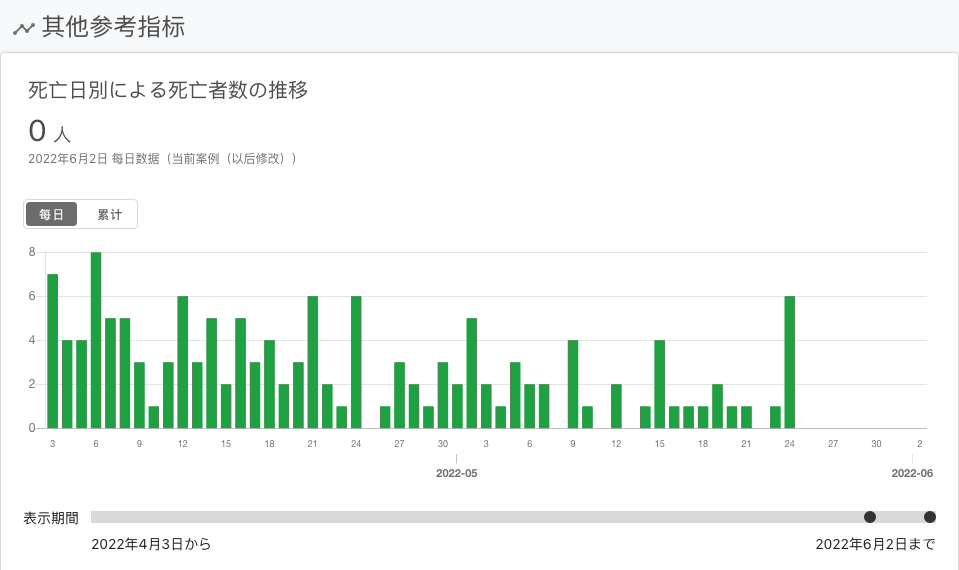 其他参考指标
死亡日別による死亡者数の推移
0 人
2022年6月2日 每日数据（当前案例（以后修改））
每日 累计
8
6
4
2
0
3 6 9 12 15 18 21 24 27 30 3 6 9 12 15 18 21 24 27 30 2
2022-05 2022-06
表示期間
2022年4月3日から 2022年6月2日まで